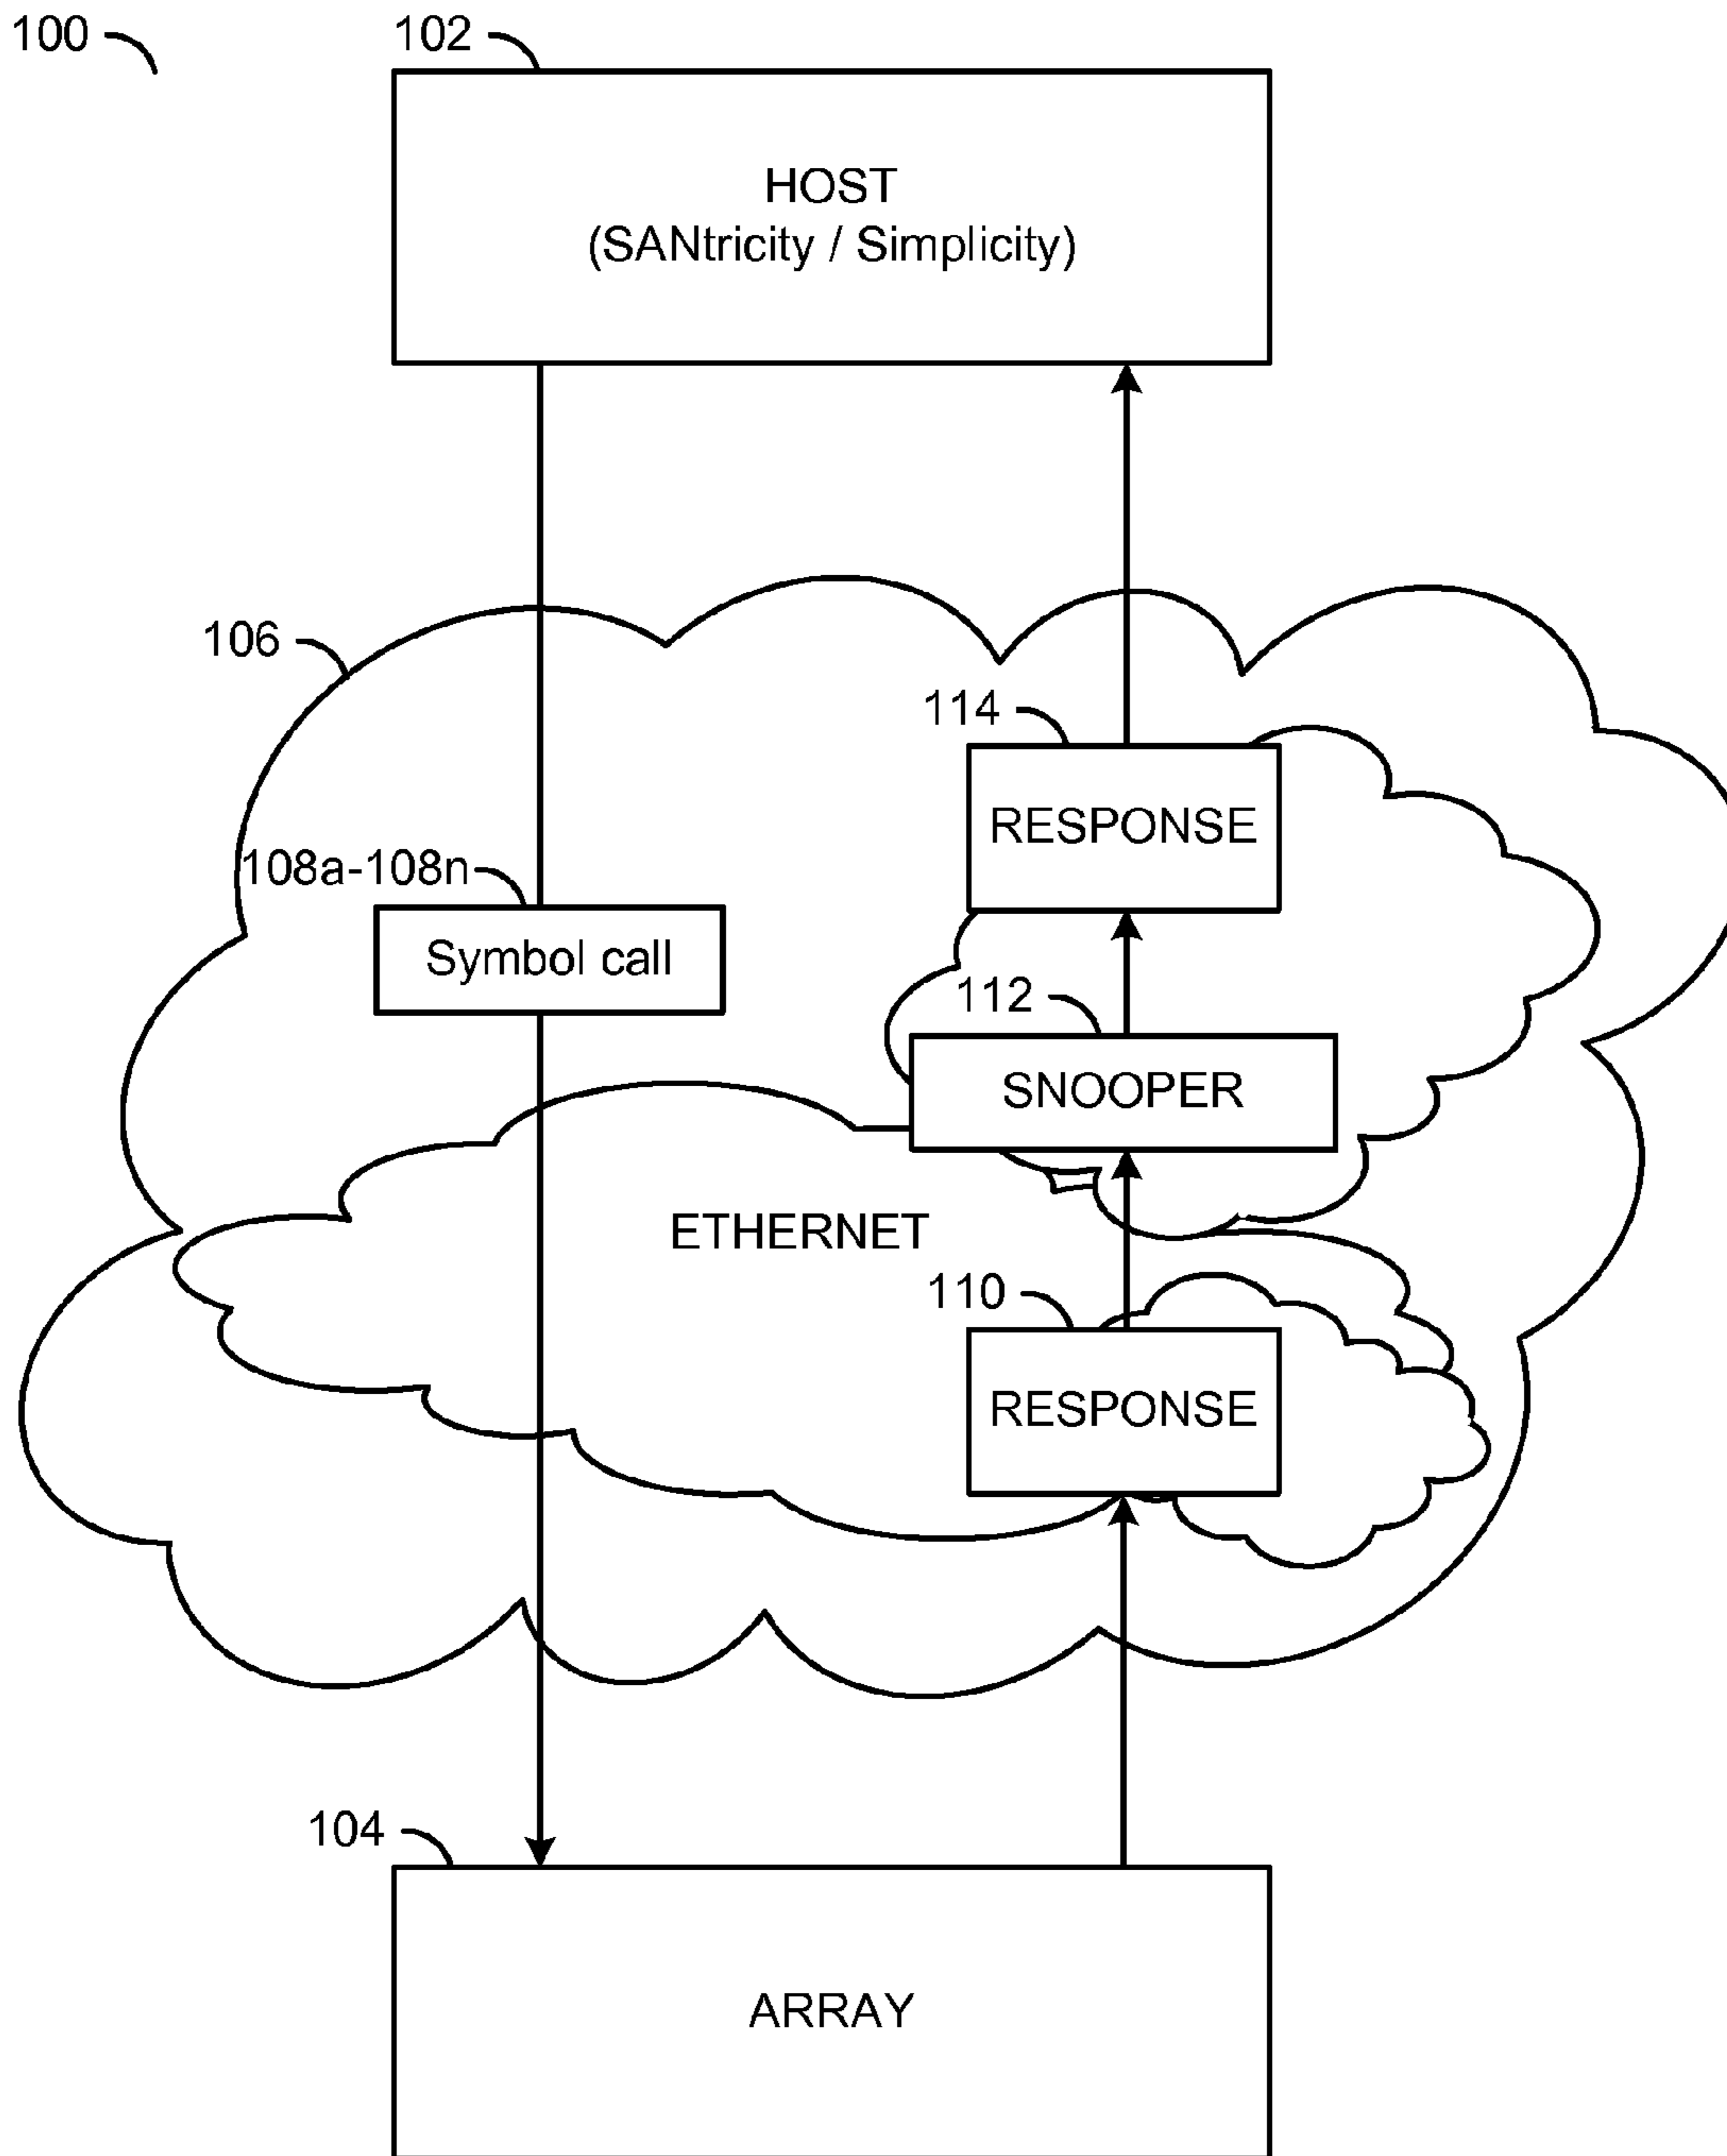 100
102
HOST
(SANtricity / Simplicity)
106
114
RESPONSE
108a-108n
Symbol call
112
SNOOPER
ETHERNET
110
RESPONSE
104
ARRAY